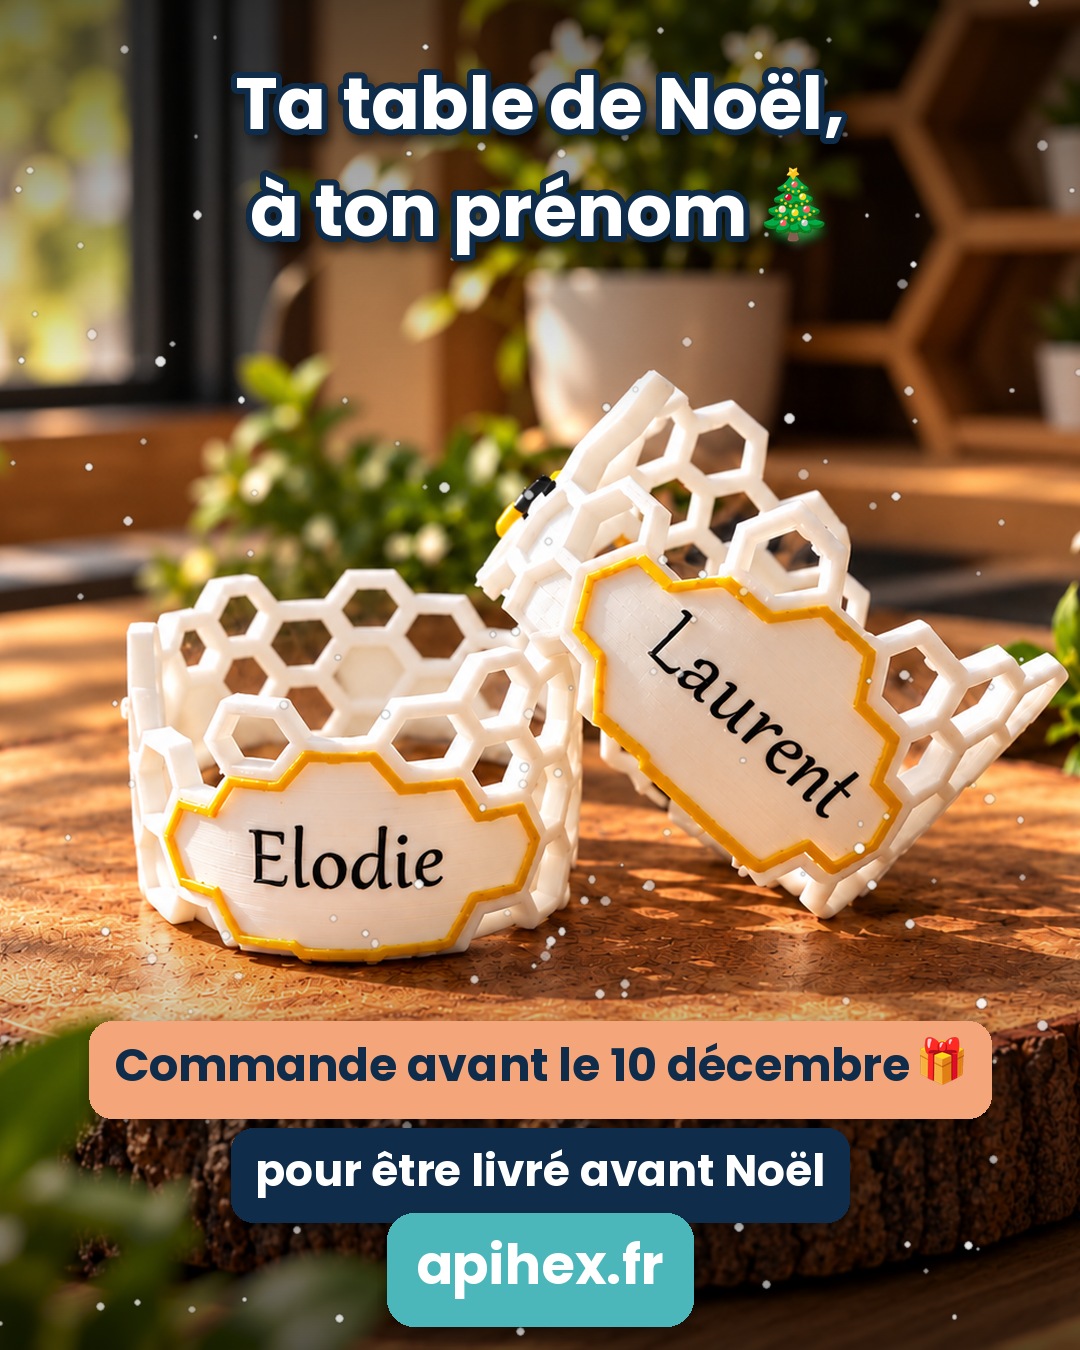 Ta table de Noël,
à ton prénom🎄
Laurent
Elodie
Commande avant le 10 décembre🎁
pour être livré avant Noël
apihex.fr